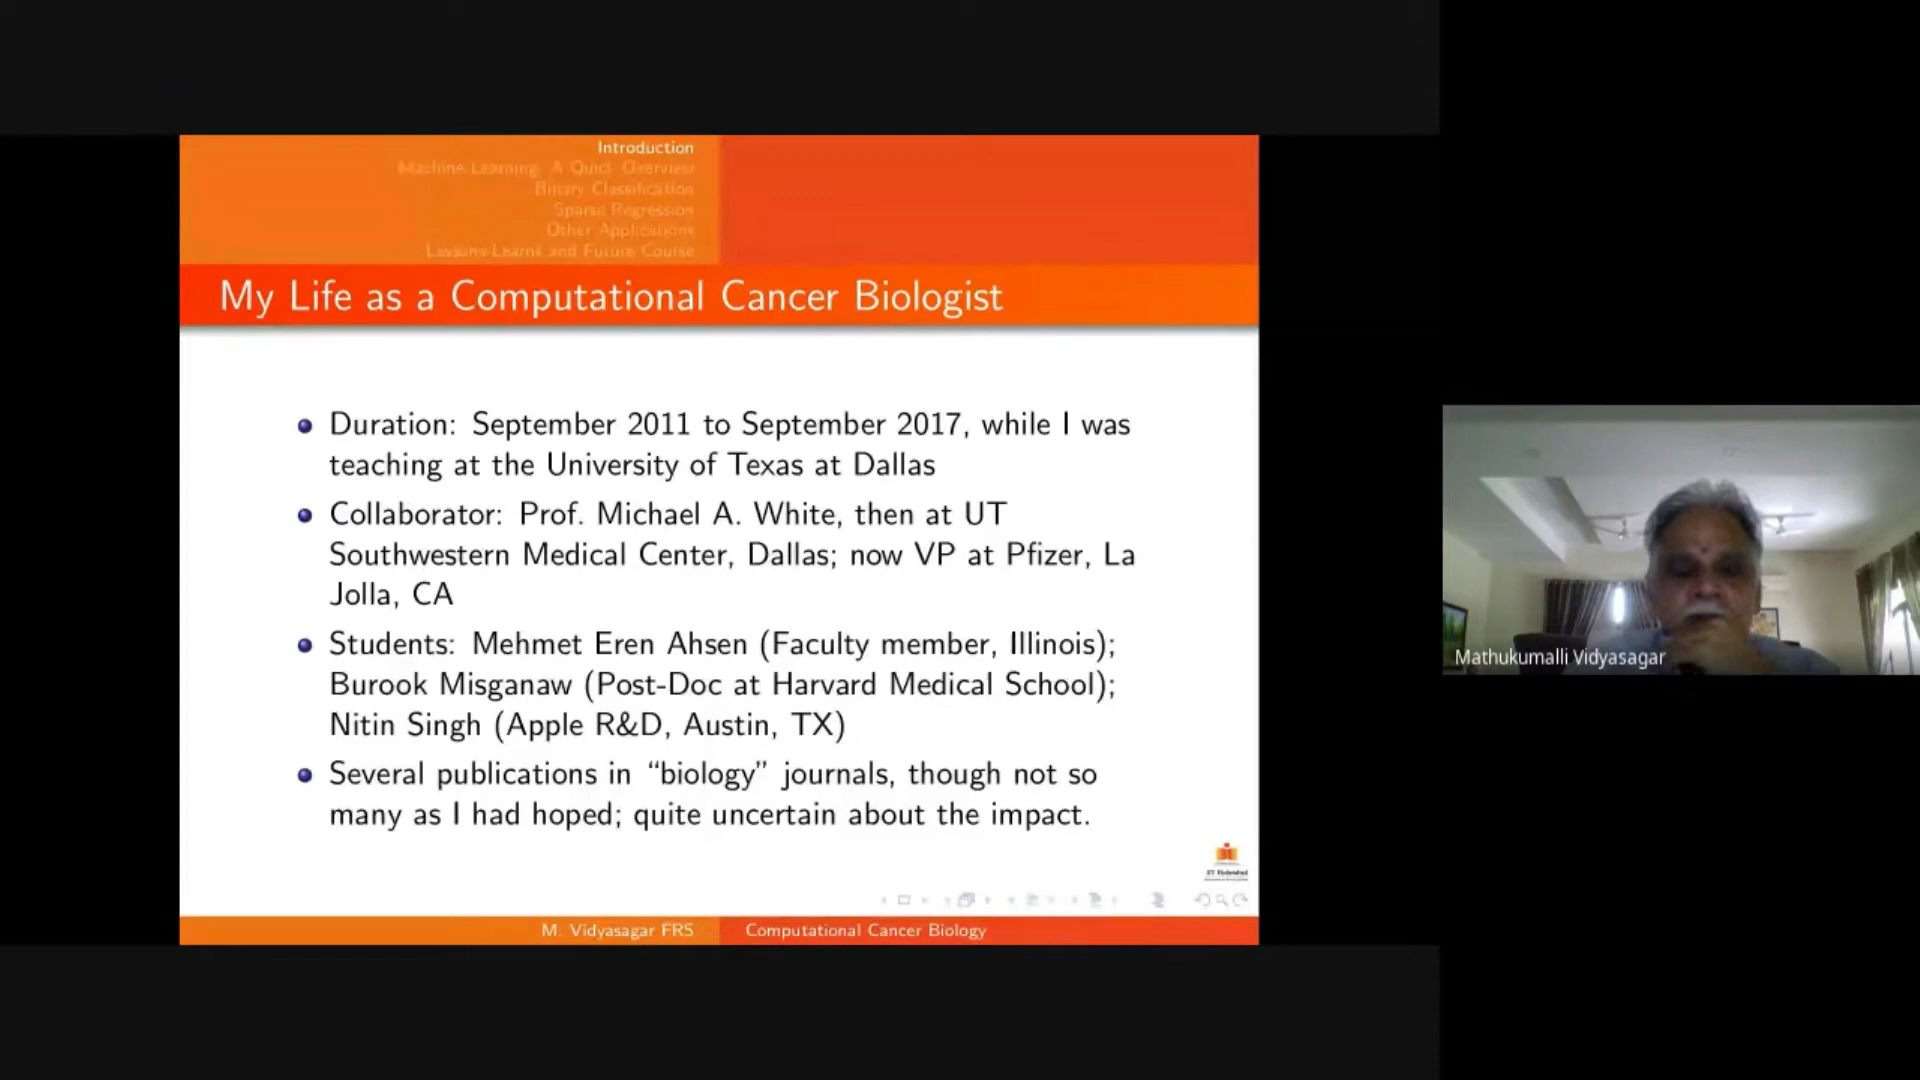 Introduction
Machine Learning: A Quick Overview
Binary Classification
Sparse Regression
Other Applications
Lessons Learnt and Future Course
My Life as a Computational Cancer Biologist
Duration: September 2011 to September 2017, while I was
teaching at the University of Texas at Dallas
Collaborator: Prof. Michael A. White, then at UT
Southwestern Medical Center, Dallas; now VP at Pfizer, La
Jolla, CA
Students: Mehmet Eren Ahsen (Faculty member, Illinois);
Burook Misganaw (Post-Doc at Harvard Medical School);
Nitin Singh (Apple R&D, Austin, TX)
Several publications in “biology” journals, though not so
many as I had hoped; quite uncertain about the impact.
M. Vidyasagar FRS
Computational Cancer Biology
Mathukumalli Vidyasagar